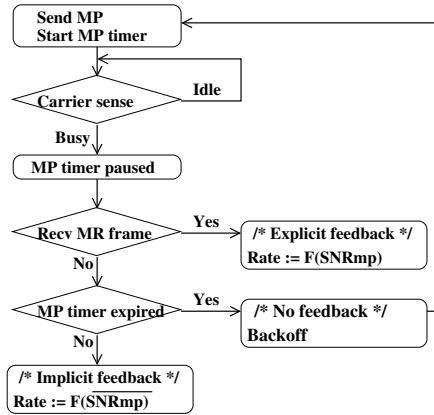 Send MP
Start MP timer
Carrier sense
Idle
Busy
MP timer paused
Recv MR frame
Yes
/* Explicit feedback */
Rate := F(SNRmp)
No
MP timer expired
Yes
/* No feedback */
Backoff
No
/* Implicit feedback */
Rate := F(SNRmp)